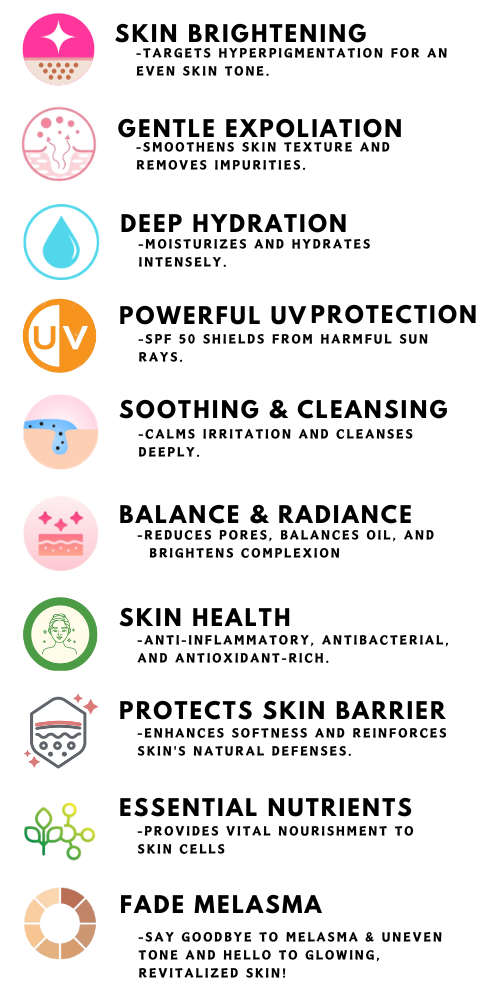 SKIN BRIGHTENING
-TARGETS HYPERPIGMENTATION FOR AN
EVEN SKIN TONE.
GENTLE EXPOLIATION
-SMOOTHENS SKIN TEXTURE AND
REMOVES IMPURITIES.
DEEP HYDRATION
-MOISTURIZES AND HYDRATES
INTENSELY.
UV
POWERFUL UV PROTECTION
-SPF 50 SHIELDS FROM HARMFUL SUN
RAYS.
SOOTHING & CLEANSING
-CALMS IRRITATION AND CLEANSES
DEEPLY.
BALANCE & RADIANCE
-REDUCES PORES, BALANCES OIL, AND
BRIGHTENS COMPLEXION
SKIN HEALTH
-ANTI-INFLAMMATORY, ANTIBACTERIAL,
AND ANTIOXIDANT-RICH.
PROTECTS SKIN BARRIER
-ENHANCES SOFTNESS AND REINFORCES
SKIN'S NATURAL DEFENSES.
ESSENTIAL NUTRIENTS
-PROVIDES VITAL NOURISHMENT TO
SKIN CELLS
FADE MELASMA
-SAY GOODBYE TO MELASMA & UNEVEN
TONE AND HELLO TO GLOWING,
REVITALIZED SKIN!